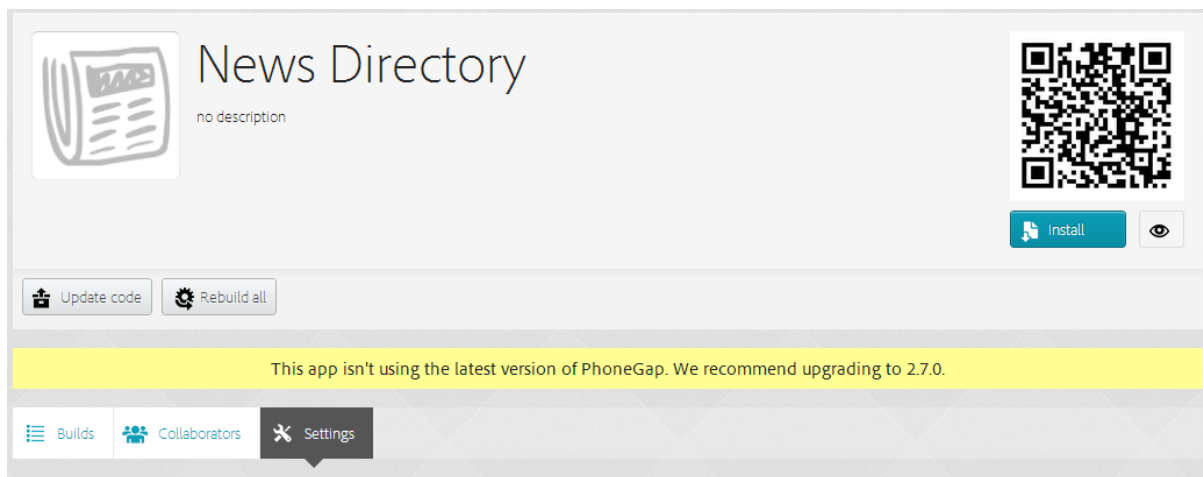 News Directory
no description
Install
Update code
Rebuild all
This app isn't using the latest version of PhoneGap. We recommend upgrading to 2.7.0.
Builds
Collaborators
Settings